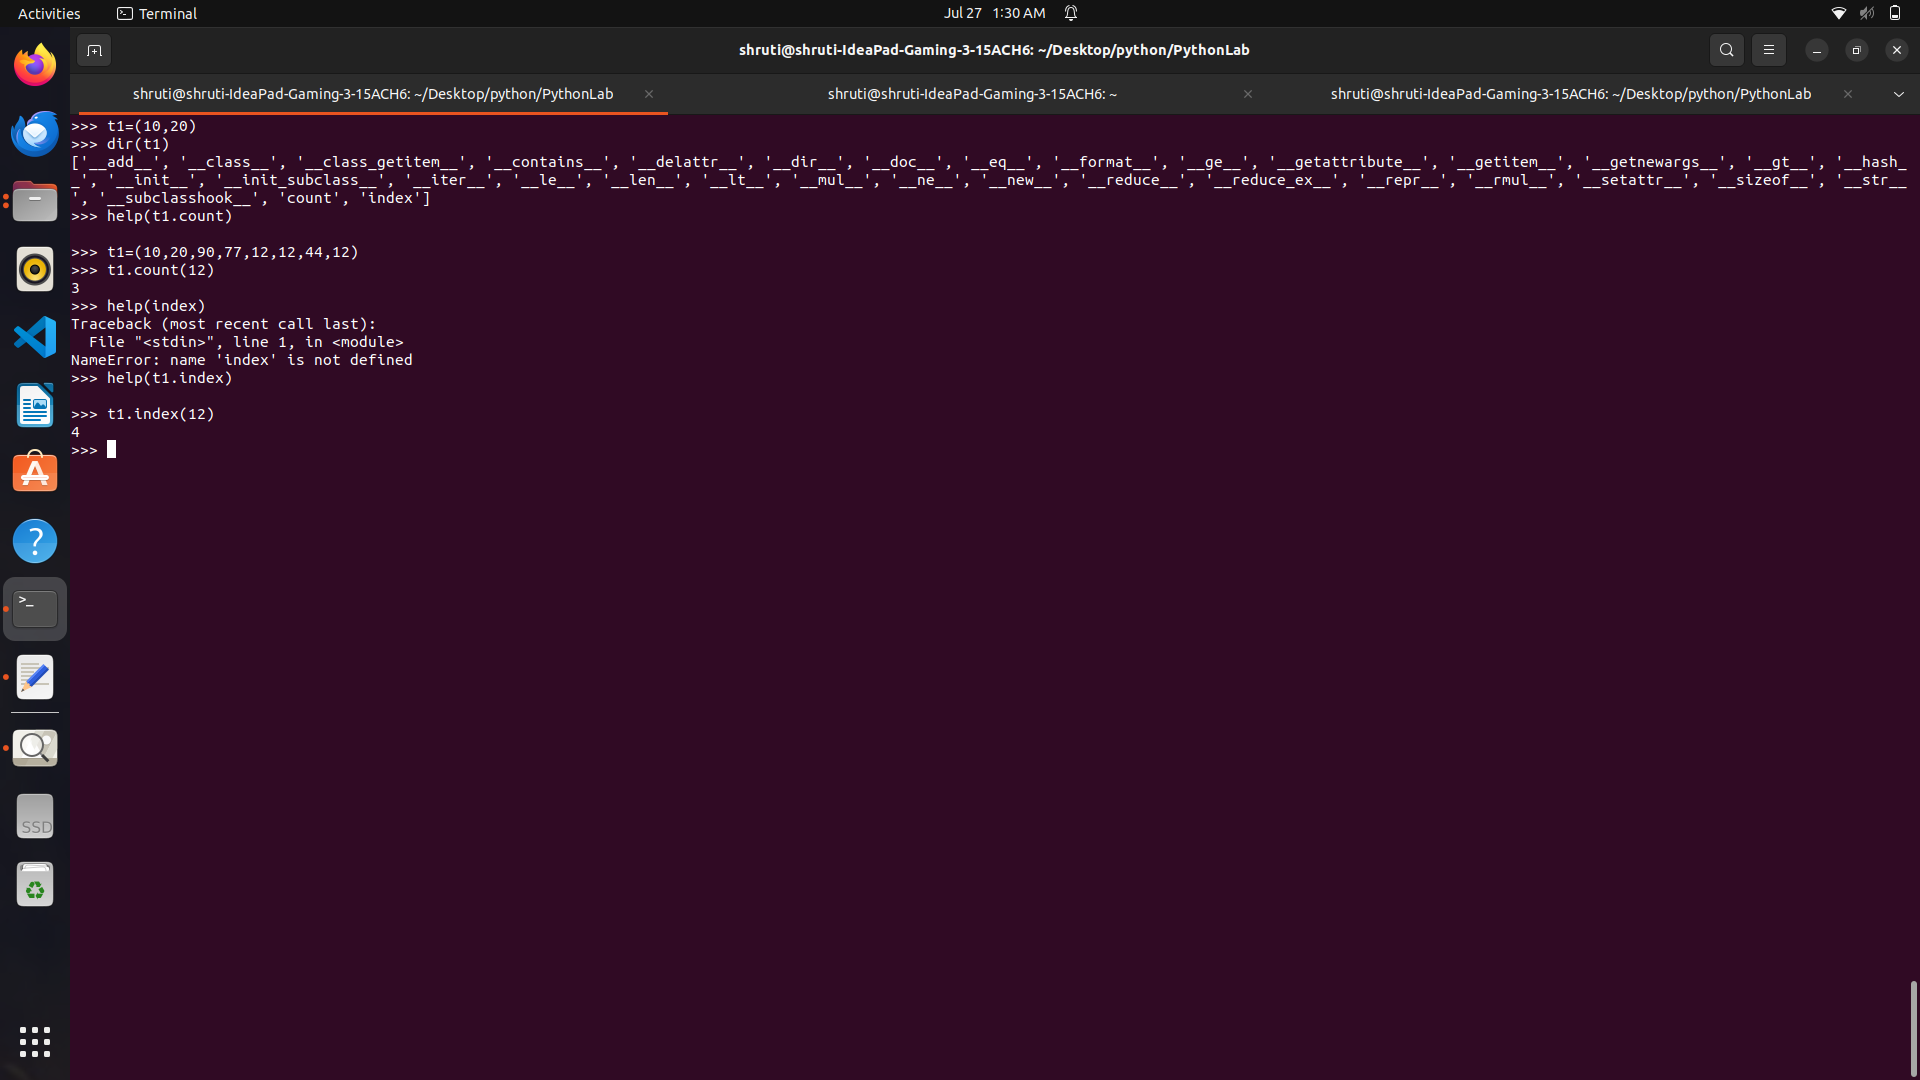 Activities
Terminal
Jul 27 1:30 AM
shruti@shruti-IdeaPad-Gaming-3-15ACH6: ~/Desktop/python/PythonLab
shruti@shruti-IdeaPad-Gaming-3-15ACH6: ~/Desktop/python/PythonLab
shruti@shruti-IdeaPad-Gaming-3-15ACH6: ~
shruti@shruti-IdeaPad-Gaming-3-15ACH6: ~/Desktop/python/PythonLab
>>> t1=(10,20)
>>> dir(t1)
['__add__', '__class__', '__class_getitem__', '__contains__', '__delattr__', '__dir__', '__doc__', '__eq__', '__format__', '__ge__', '__getattribute__', '__getitem__', '__getnewargs__', '__gt__', '__hash_
_', '__init__', '__init_subclass__', '__iter__', '__le__', '__len__', '__lt__', '__mul__', '__ne__', '__new__', '__reduce__', '__reduce_ex__', '__repr__', '__rmul__', '__setattr__', '__sizeof__', '__str__
', '__subclasshook__', 'count', 'index']
>>> help(t1.count)
>>> t1=(10,20,90,77,12,12,44,12)
>>> t1.count(12)
3
>>> help(index)
Traceback (most recent call last):
  File "<stdin>", line 1, in <module>
NameError: name 'index' is not defined
>>> help(t1.index)
>>> t1.index(12)
4
>>>
SSD